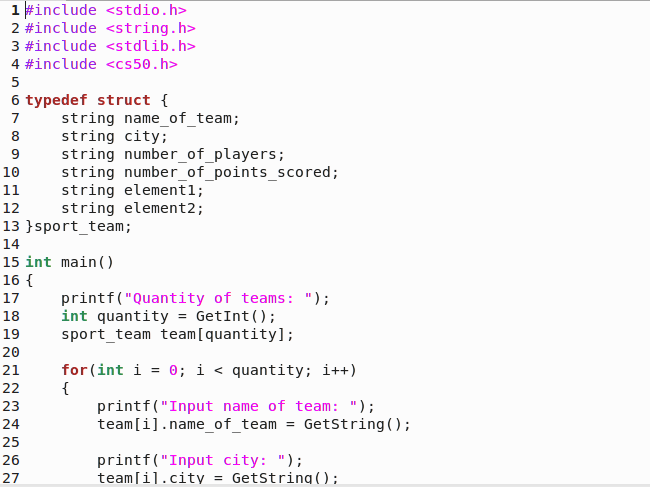 1 #include <stdio.h>
2 #include <string.h>
3 #include <stdlib.h>
4 #include <cs50.h>
5
6 typedef struct {
7     string name_of_team;
8     string city;
9     string number_of_players;
10     string number_of_points_scored;
11     string element1;
12     string element2;
13 }sport_team;
14
15 int main()
16 {
17     printf("Quantity of teams: ");
18     int quantity = GetInt();
19     sport_team team[quantity];
20
21     for(int i = 0; i < quantity; i++)
22     {
23         printf("Input name of team: ");
24         team[i].name_of_team = GetString();
25
26         printf("Input city: ");
27         team[i].city = GetString();